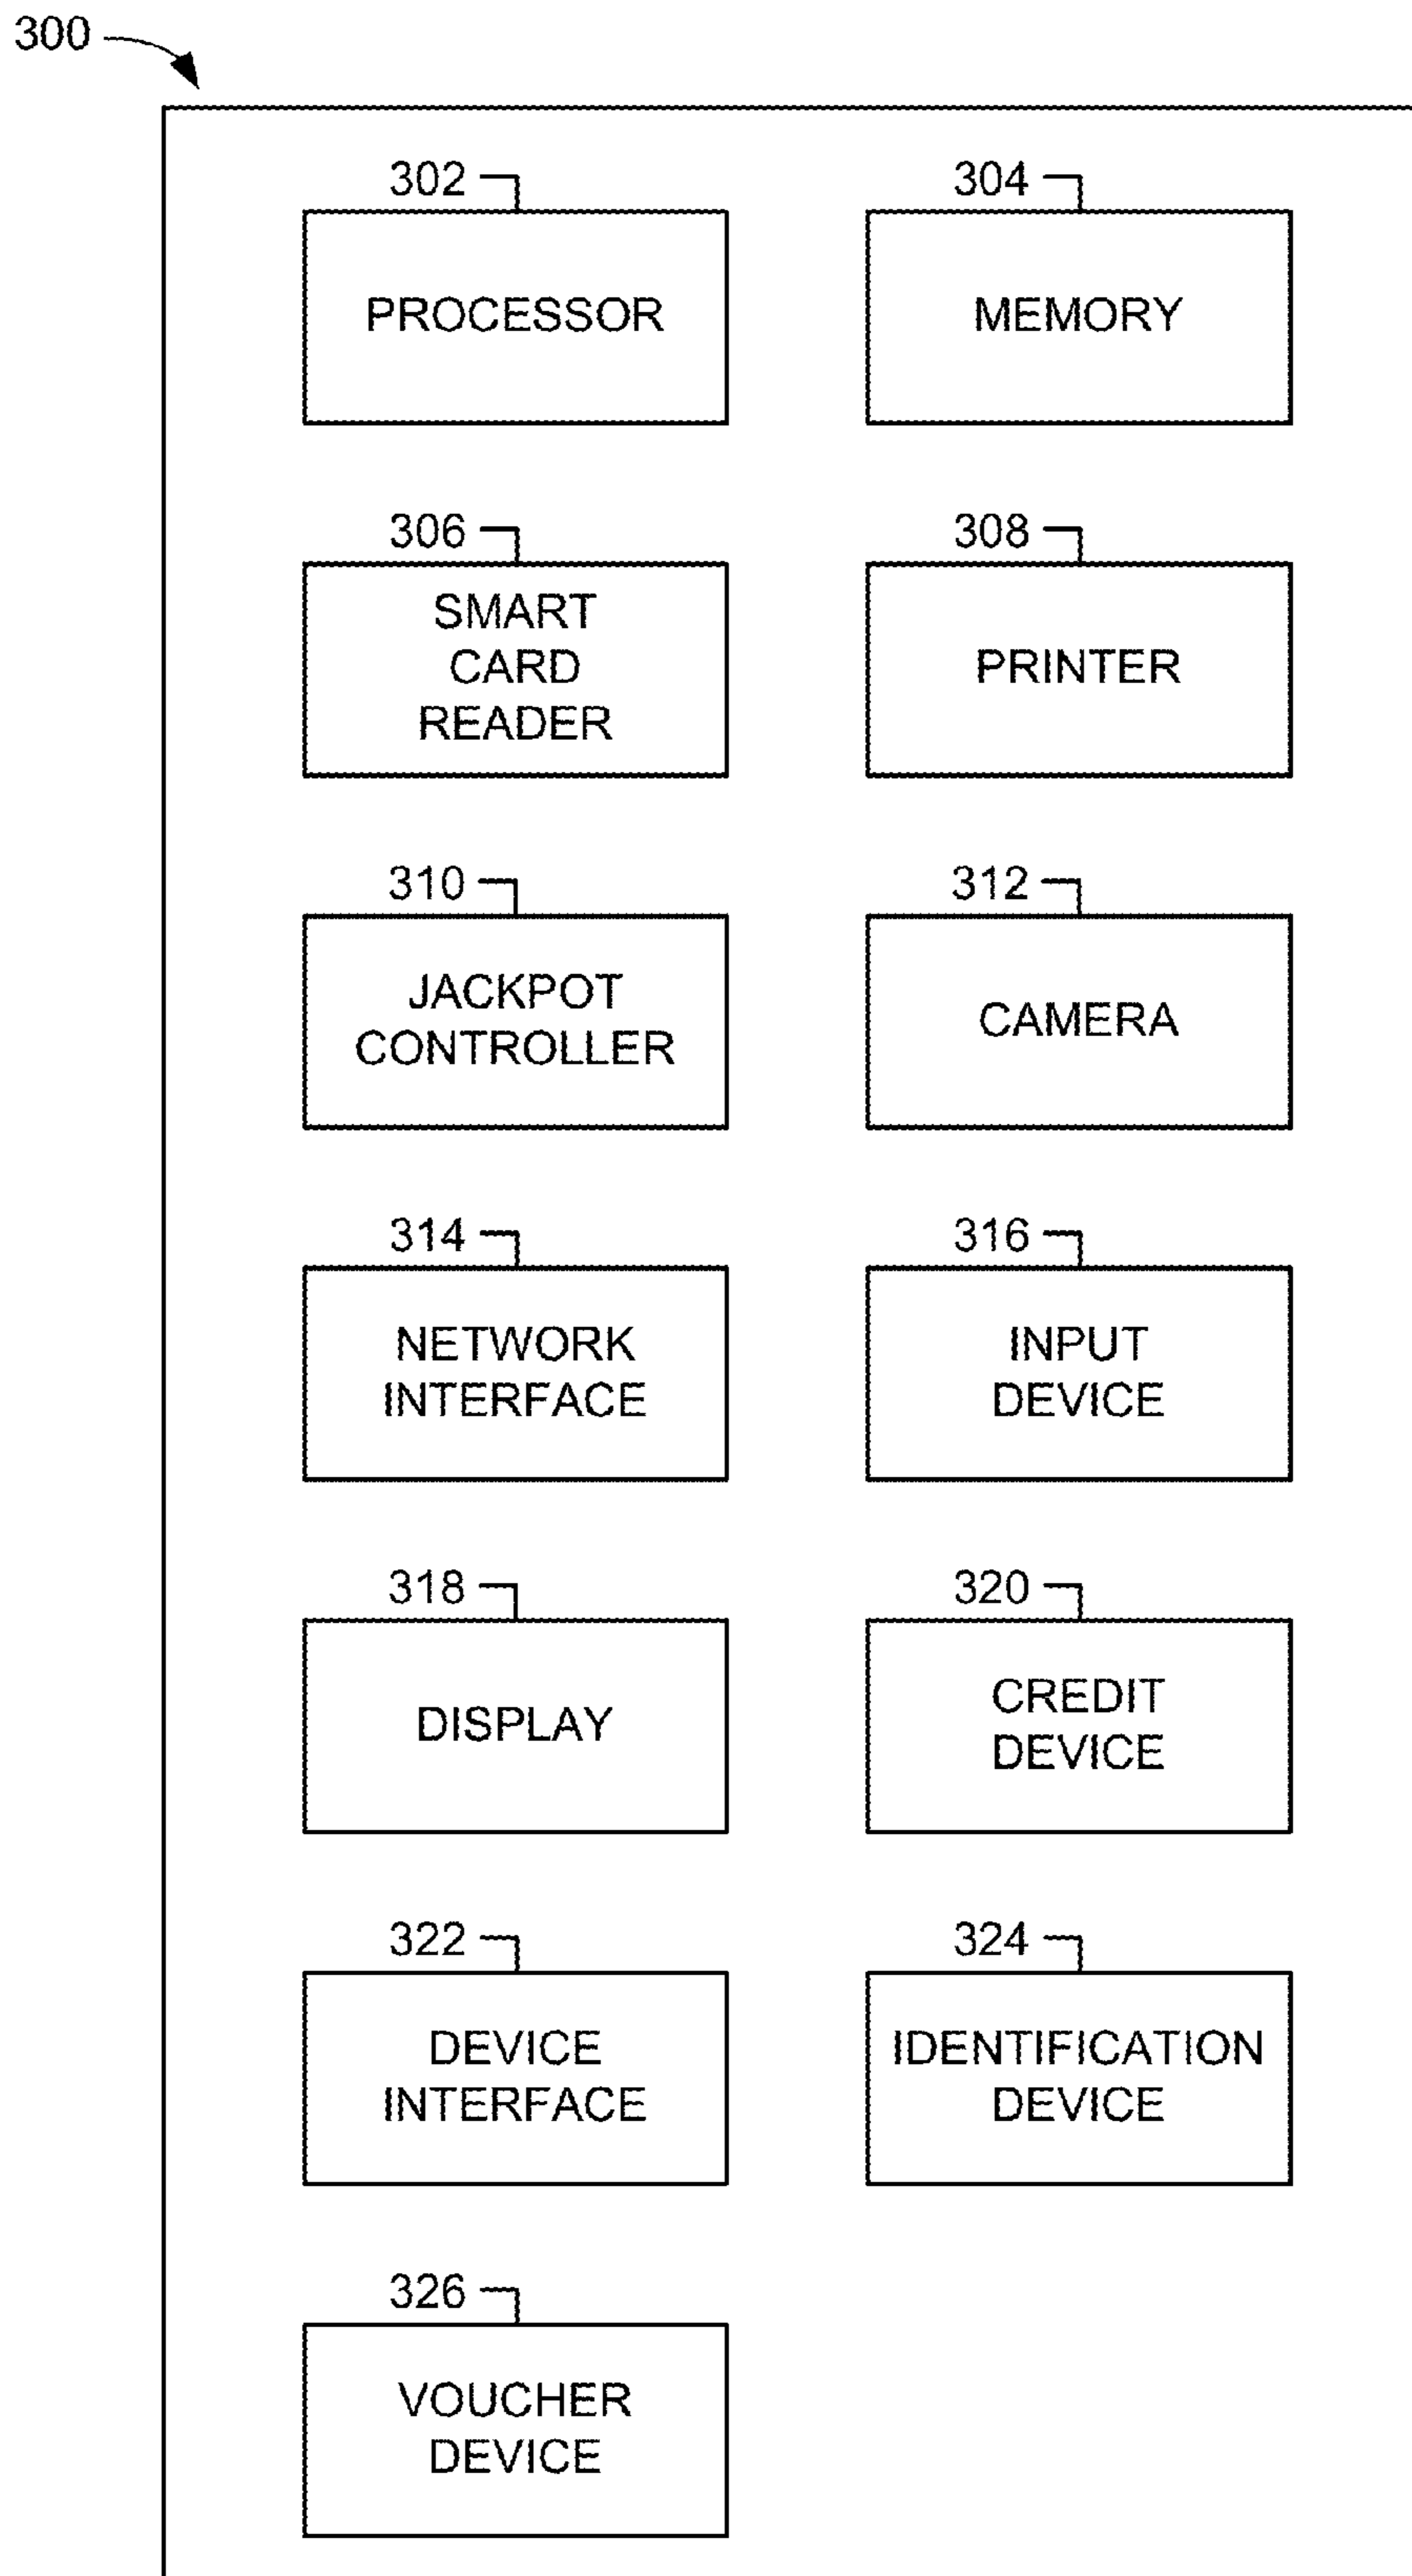 300
302
304
PROCESSOR
MEMORY
306
308
SMART
CARD
READER
PRINTER
310
312
JACKPOT
CONTROLLER
CAMERA
314
316
NETWORK
INTERFACE
INPUT
DEVICE
318
320
DISPLAY
CREDIT
DEVICE
322
324
DEVICE
INTERFACE
IDENTIFICATION
DEVICE
326
VOUCHER
DEVICE